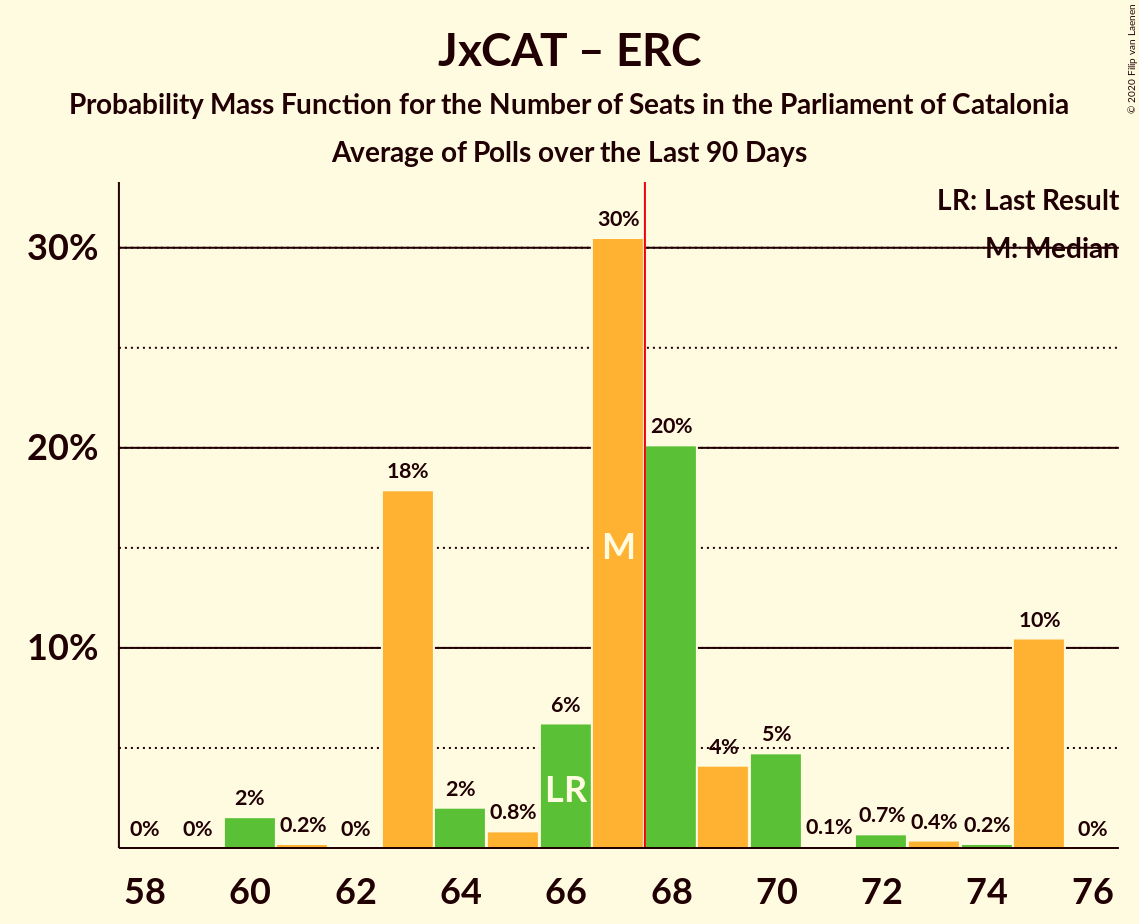 JxCAT – ERC
Probability Mass Function for the Number of Seats in the Parliament of Catalonia
Average of Polls over the Last 90 Days
© 2020 Filip van Laenen
LR: Last Result
M: Median
30%
20%
10%
0%
0%
2%
0.2%
0%
18%
2%
0.8%
6%
30%
20%
4%
5%
0.1%
0.7%
0.4%
0.2%
10%
0%
LR
M
58 60 62 64 66 68 70 72 74 76